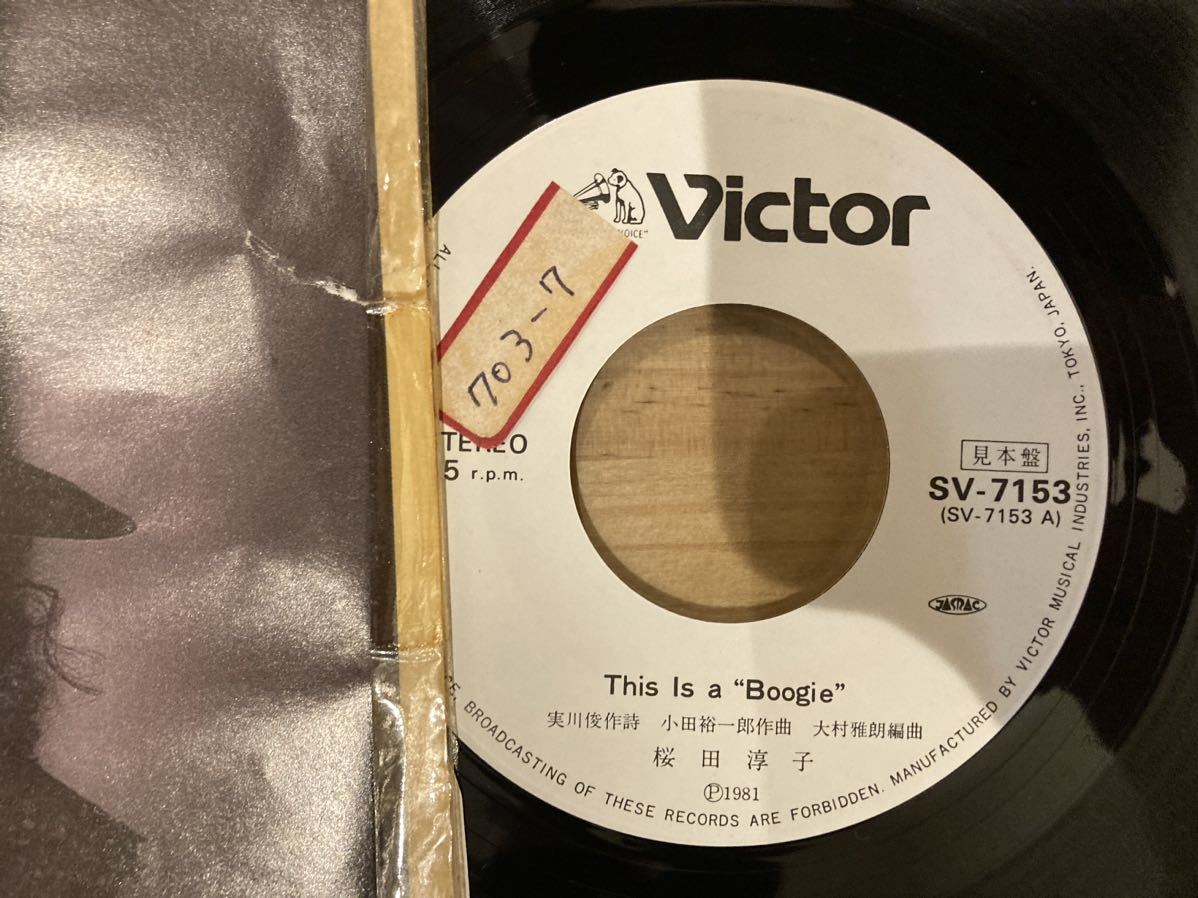 Victor
VOICE"
703-7
TEREO
5 r.p.m.
見本盤
SV-7153
(SV-7153 A)
JASRAC
This Is a "Boogie"
実川俊作詩 小田裕一郎作曲 大村雅朗編曲
桜田淳子
Ⓟ1981
BROADCASTING OF THESE RECORDS ARE FORBIDDEN. MANUFACTURED BY VICTOR MUSICAL INDUSTRIES, INC., TOKYO, JAPAN.